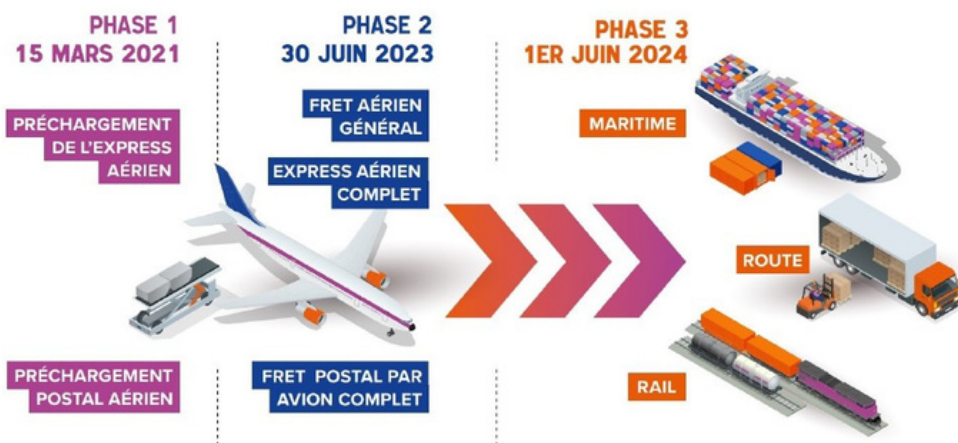 PHASE 1
15 MARS 2021
PRÉCHARGEMENT
DE L'EXPRESS
AÉRIEN
PRÉCHARGEMENT
POSTAL AÉRIEN
PHASE 2
30 JUIN 2023
FRET AÉRIEN
GÉNÉRAL
EXPRESS AÉRIEN
COMPLET
FRET POSTAL PAR
AVION COMPLET
PHASE 3
1ER JUIN 2024
MARITIME
ROUTE
RAIL